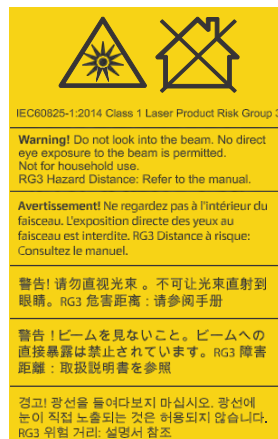 IEC60825-1:2014 Class 1 Laser Product Risk Group 3
Warning! Do not look into the beam. No direct
eye exposure to the beam is permitted.
Not for household use.
RG3 Hazard Distance: Refer to the manual.
Avertissement! Ne regardez pas à l'intérieur du
faisceau. L'exposition directe des yeux au
faisceau est interdite. RG3 Distance à risque:
Consultez le manuel.
警告! 请勿直视光束 。不可让光束直射到
眼睛。RG3 危害距离 : 请参阅手册
警告 ! ビームを見ないこと。ビームへの
直接暴露は禁止されています。RG3 障害
距離 : 取扱説明書を参照
경고! 광선을 들여다보지 마십시오. 광선에
눈이 직접 노출되는 것은 허용되지 않습니다.
RG3 위험 거리: 설명서 참조